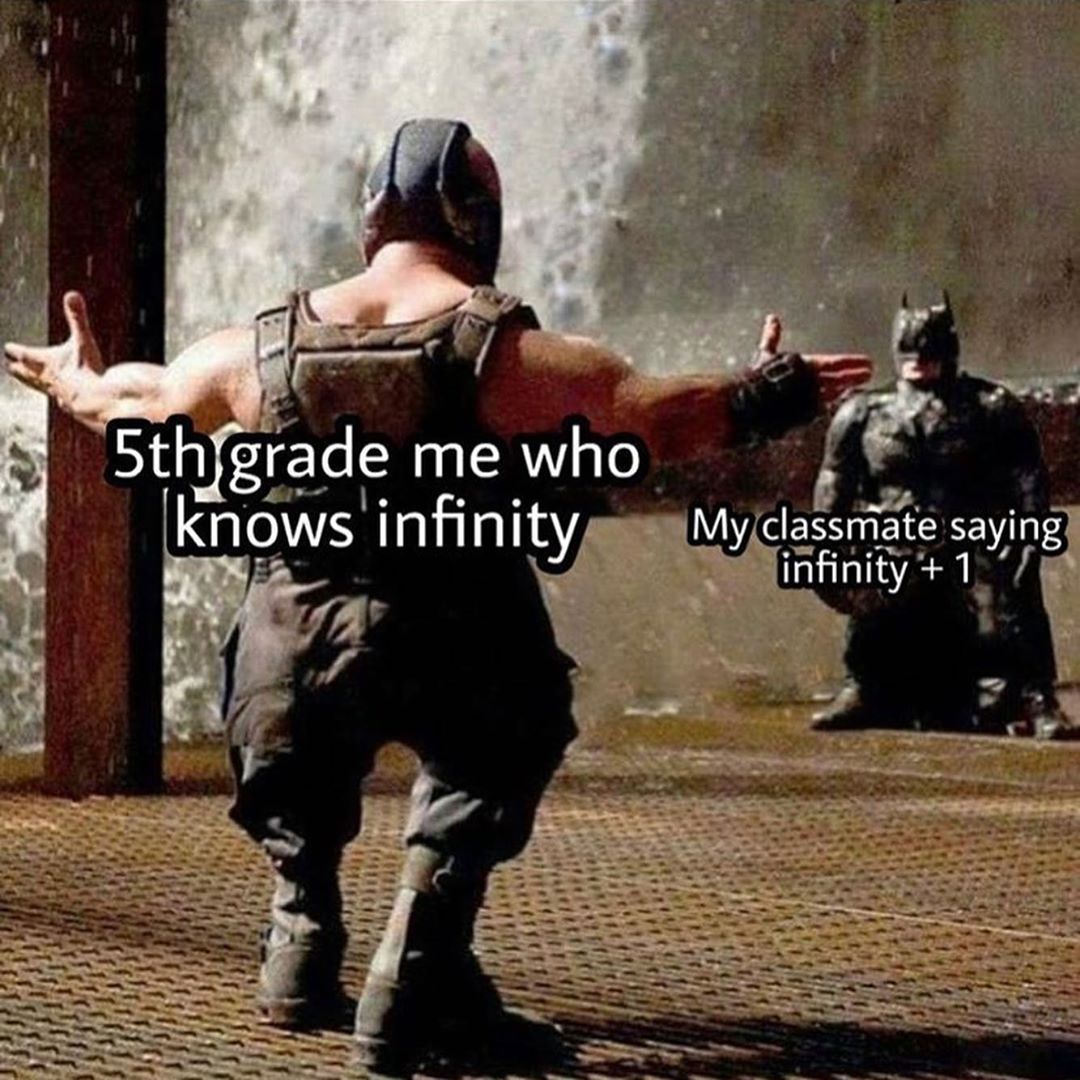 5th grade me who
knows infinity
My classmate saying
infinity + 1